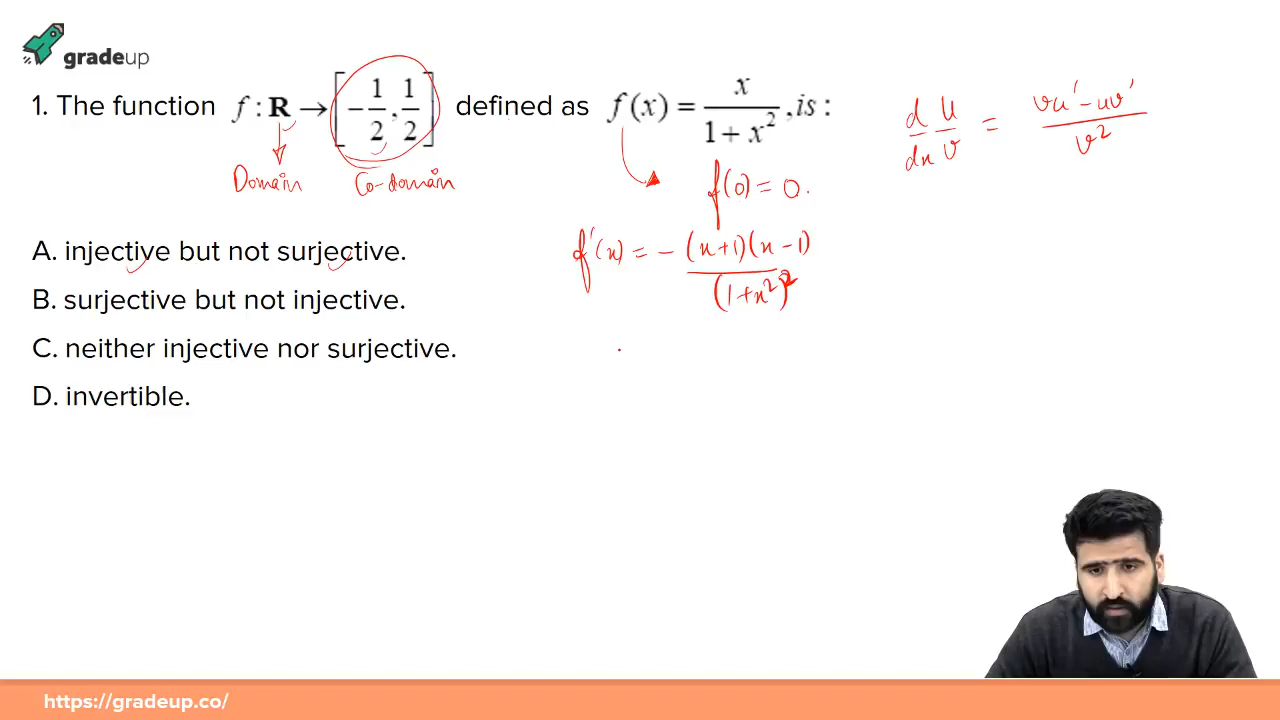 gradeup
1. The function f : R → [-1/2, 1/2] defined as f(x) = x/(1 + x²), is :
d/dx u/v = (vu' - uv')/v²
Domain Co-domain
f(0) = 0.
f'(x) = - (x+1)(x-1)/(1+x²)²
A. injective but not surjective.
B. surjective but not injective.
C. neither injective nor surjective.
D. invertible.
https://gradeup.co/